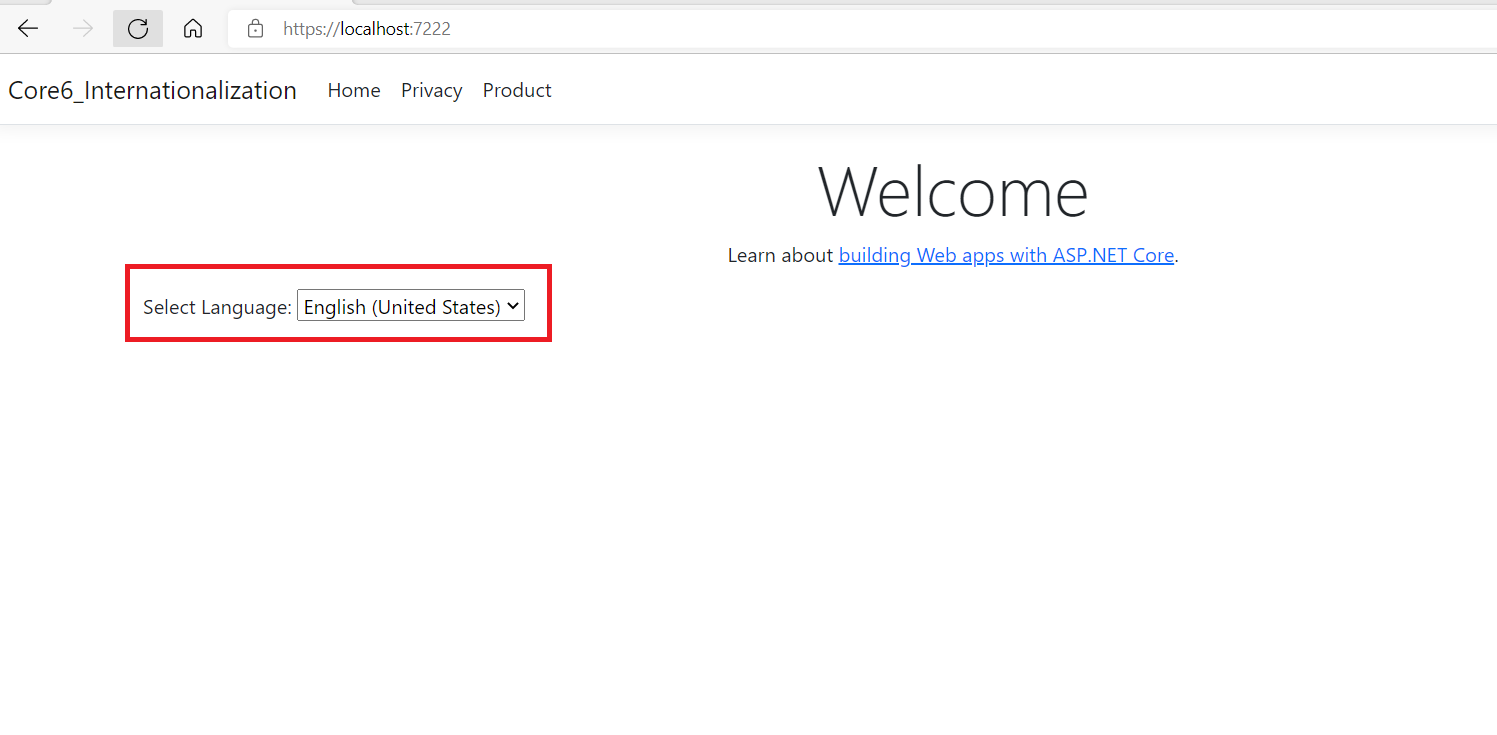 https://localhost:7222
Core6_Internationalization Home Privacy Product
Welcome
Learn about building Web apps with ASP.NET Core.
Select Language: English (United States)